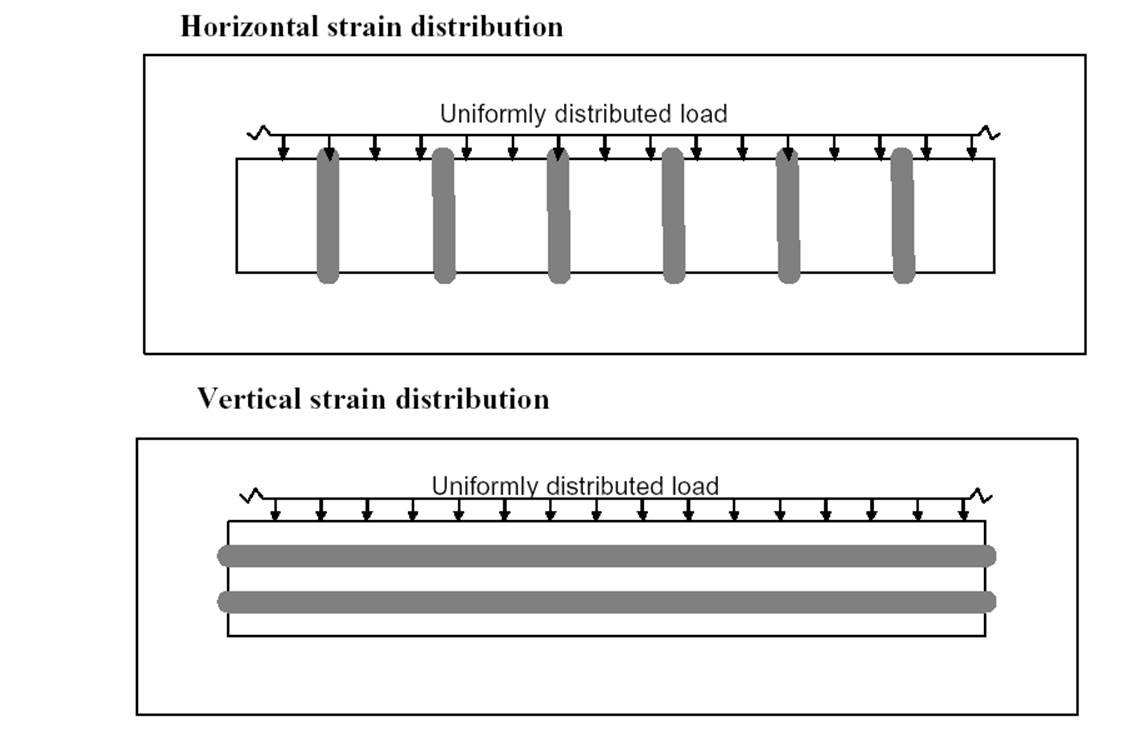 Horizontal strain distribution
Uniformly distributed load
Vertical strain distribution
Uniformly distributed load